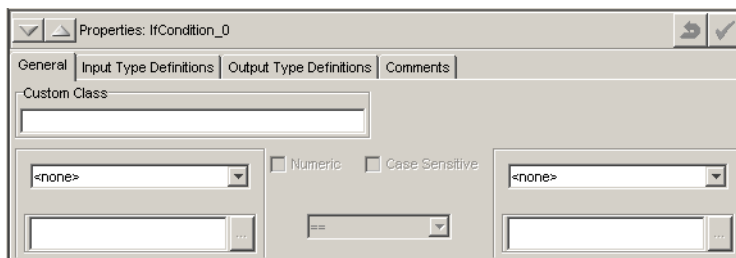 Properties: IfCondition_0
General Input Type Definitions Output Type Definitions Comments
Custom Class
Numeric Case Sensitive
<none> <none>
... == ...